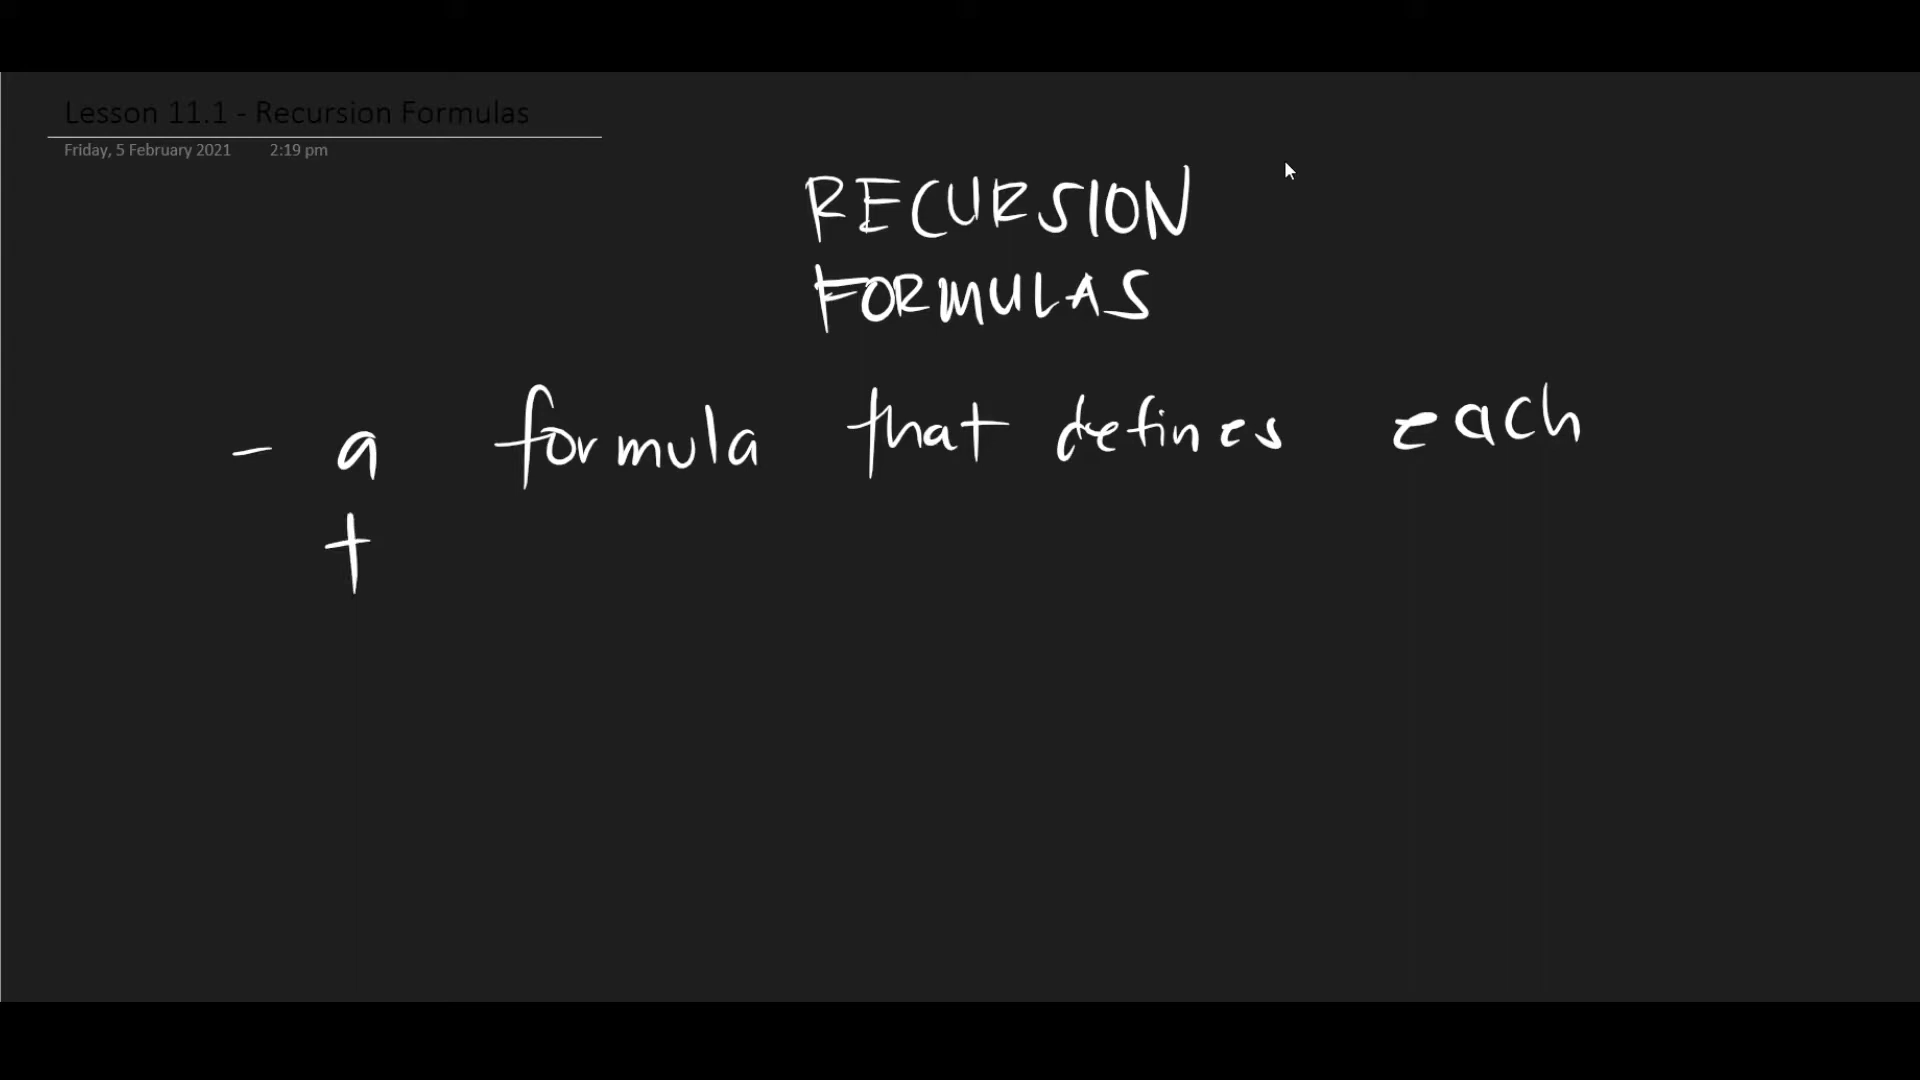 Lesson 11.1 - Recursion Formulas
Friday, 5 February 2021 2:19 pm
RECURSION
FORMULAS
- a formula that defines each
t